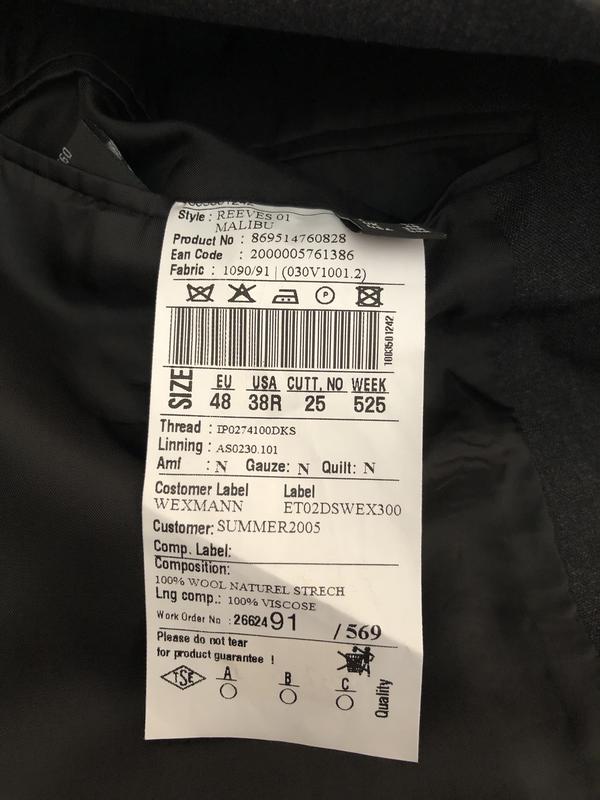 Style : REEVES 01
MALIBU
Product No : 869514760828
Ean Code : 2000005761386
Fabric : 1090/91 | (030V1001.2)
P
1003501242
SIZE
EU USA CUTT. NO WEEK
48 38R 25 525
Thread : IP0274100DKS
Linning : AS0230.101
Amf : N Gauze: N Quilt: N
Costomer Label Label
WEXMANN ET02DSWEX300
Customer: SUMMER2005
Comp. Label:
Composition:
100% WOOL NATUREL STRECH
Lng comp.: 100% VISCOSE
Work Order No : 2662491 / 569
Please do not tear
for product guarantee !
TSE A B C Quality
60